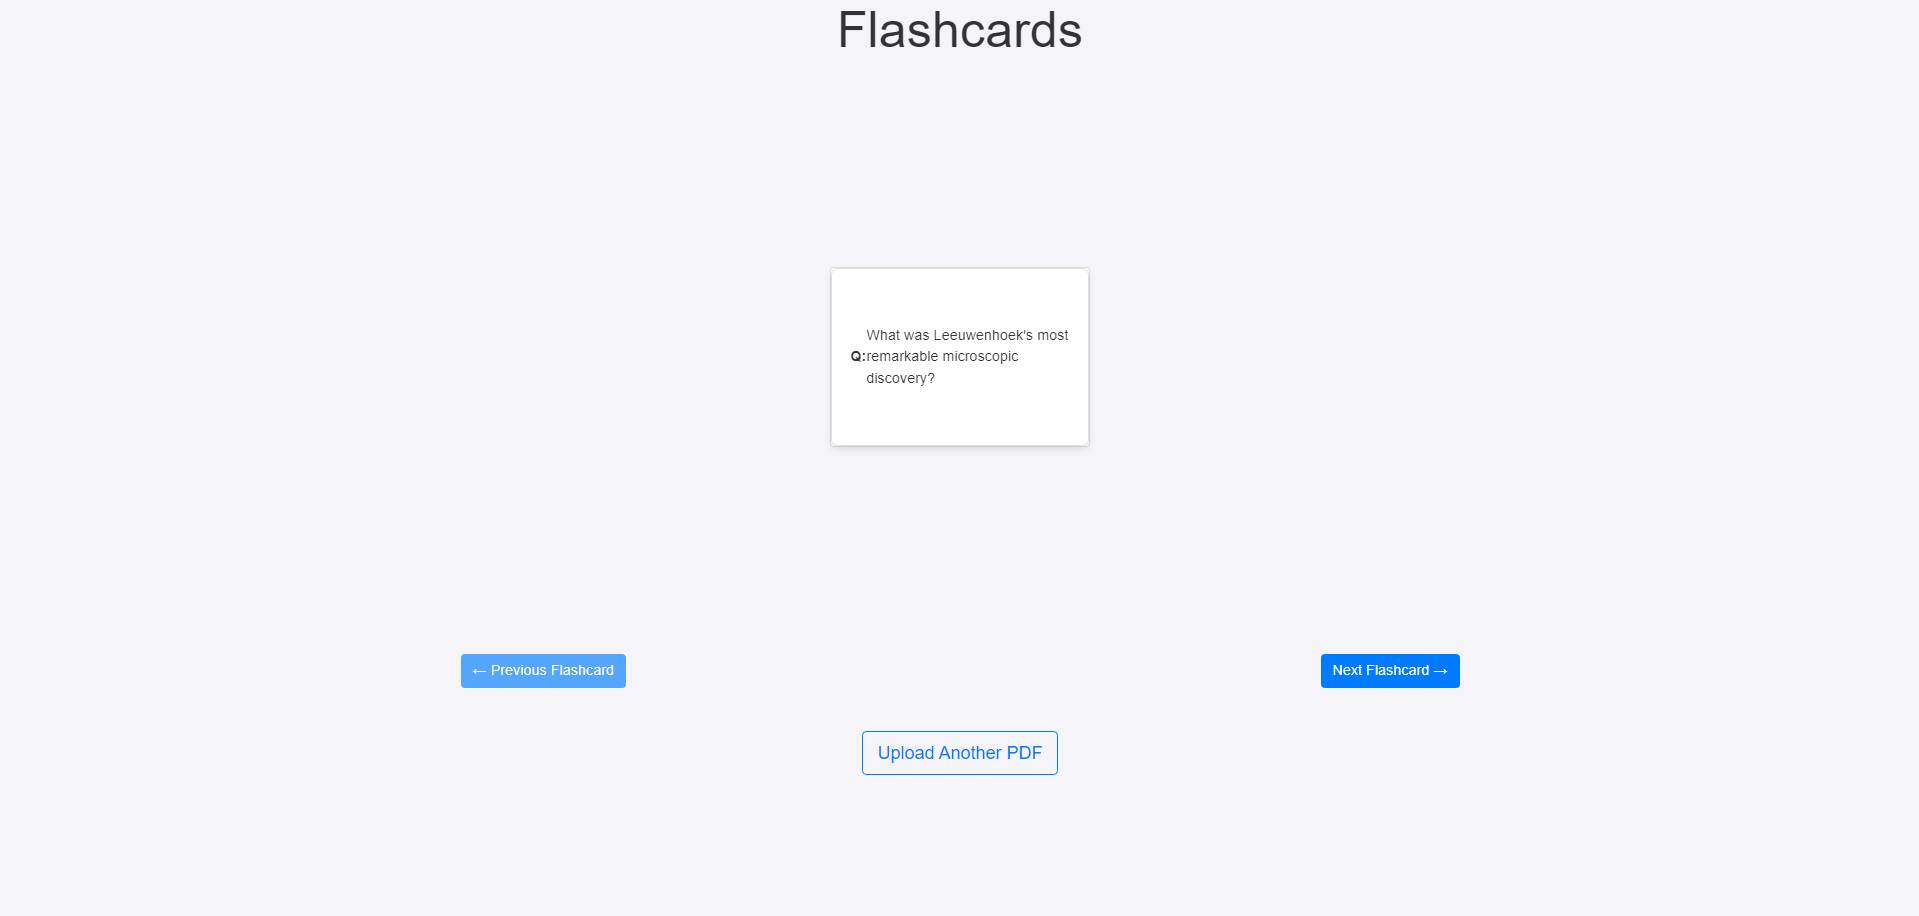 Flashcards
What was Leeuwenhoek's most
Q:remarkable microscopic
discovery?
← Previous Flashcard
Next Flashcard →
Upload Another PDF